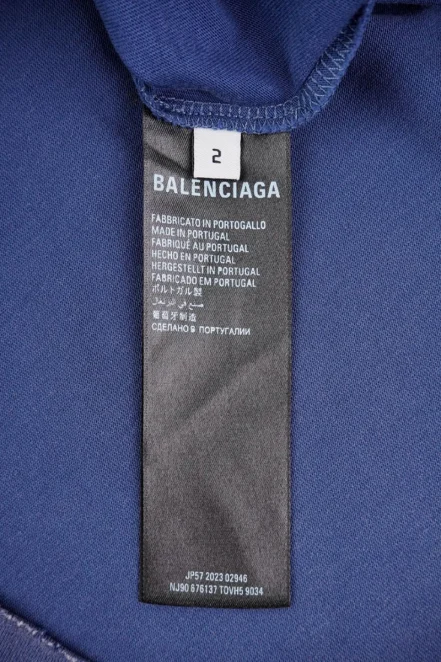 2
BALENCIAGA
FABBRICATO IN PORTOGALLO
MADE IN PORTUGAL
FABRIQUÉ AU PORTUGAL
HECHO EN PORTUGAL
HERGESTELLT IN PORTUGAL
FABRICADO EM PORTUGAL
ポルトガル製
صنع في البرتغال
葡萄牙制造
СДЕЛАНО В ПОРТУГАЛИИ
JP57 2023 02946
NJ90 676137 TOVH5 9034